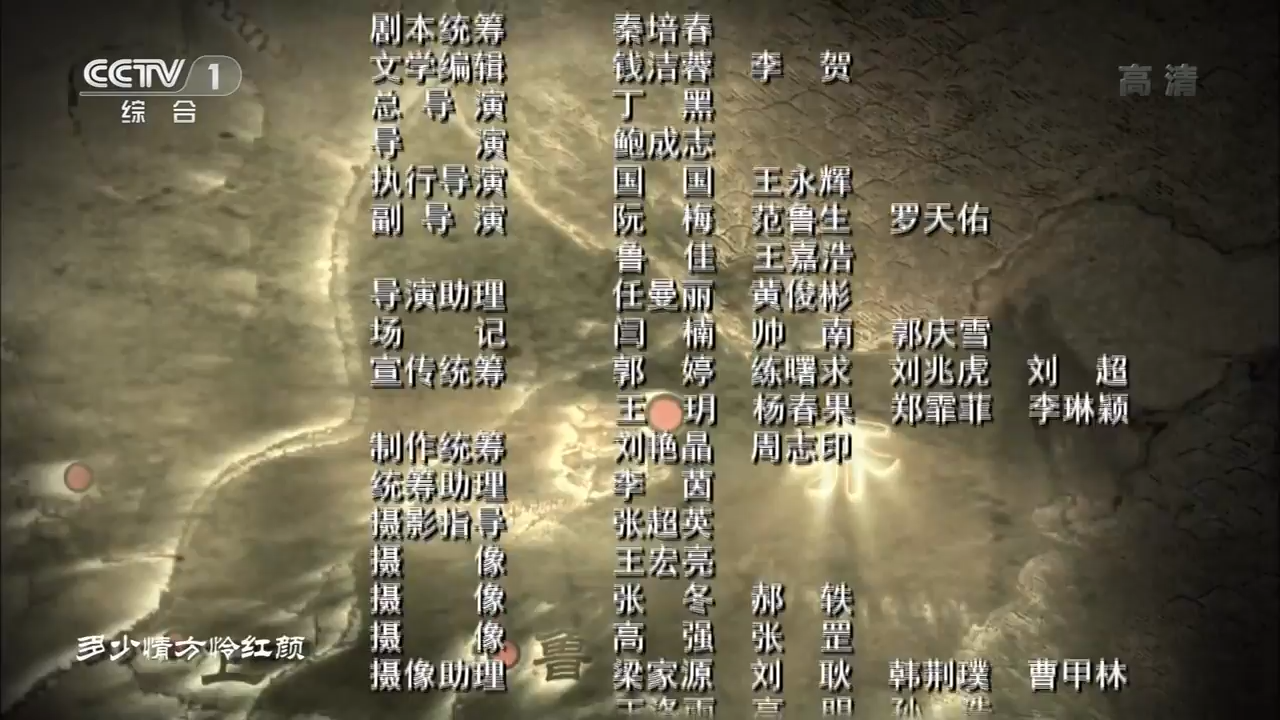 剧本统筹 秦培春
CCTV 1
综合
高清
文学编辑 钱洁蓉 李贺
总导演 丁黑
导演 鲍成志
执行导演 国国 王永辉
副导演 阮梅 范鲁生 罗天佑
鲁佳 王嘉浩
导演助理 任曼丽 黄俊彬
场记 闫楠 帅南 郭庆雪
宣传统筹 郭婷 练曙求 刘兆虎 刘超
王玥 杨春果 郑霏菲 李琳颖
制作统筹 刘艳晶 周志印
统筹助理 李茵
摄影指导 张超英
摄像 王宏亮
摄像 张冬 郝轶
摄像 高强 张罡
多少情方怜红颜
鲁
摄像助理 梁家源 刘耿 韩荆璞 曹甲林